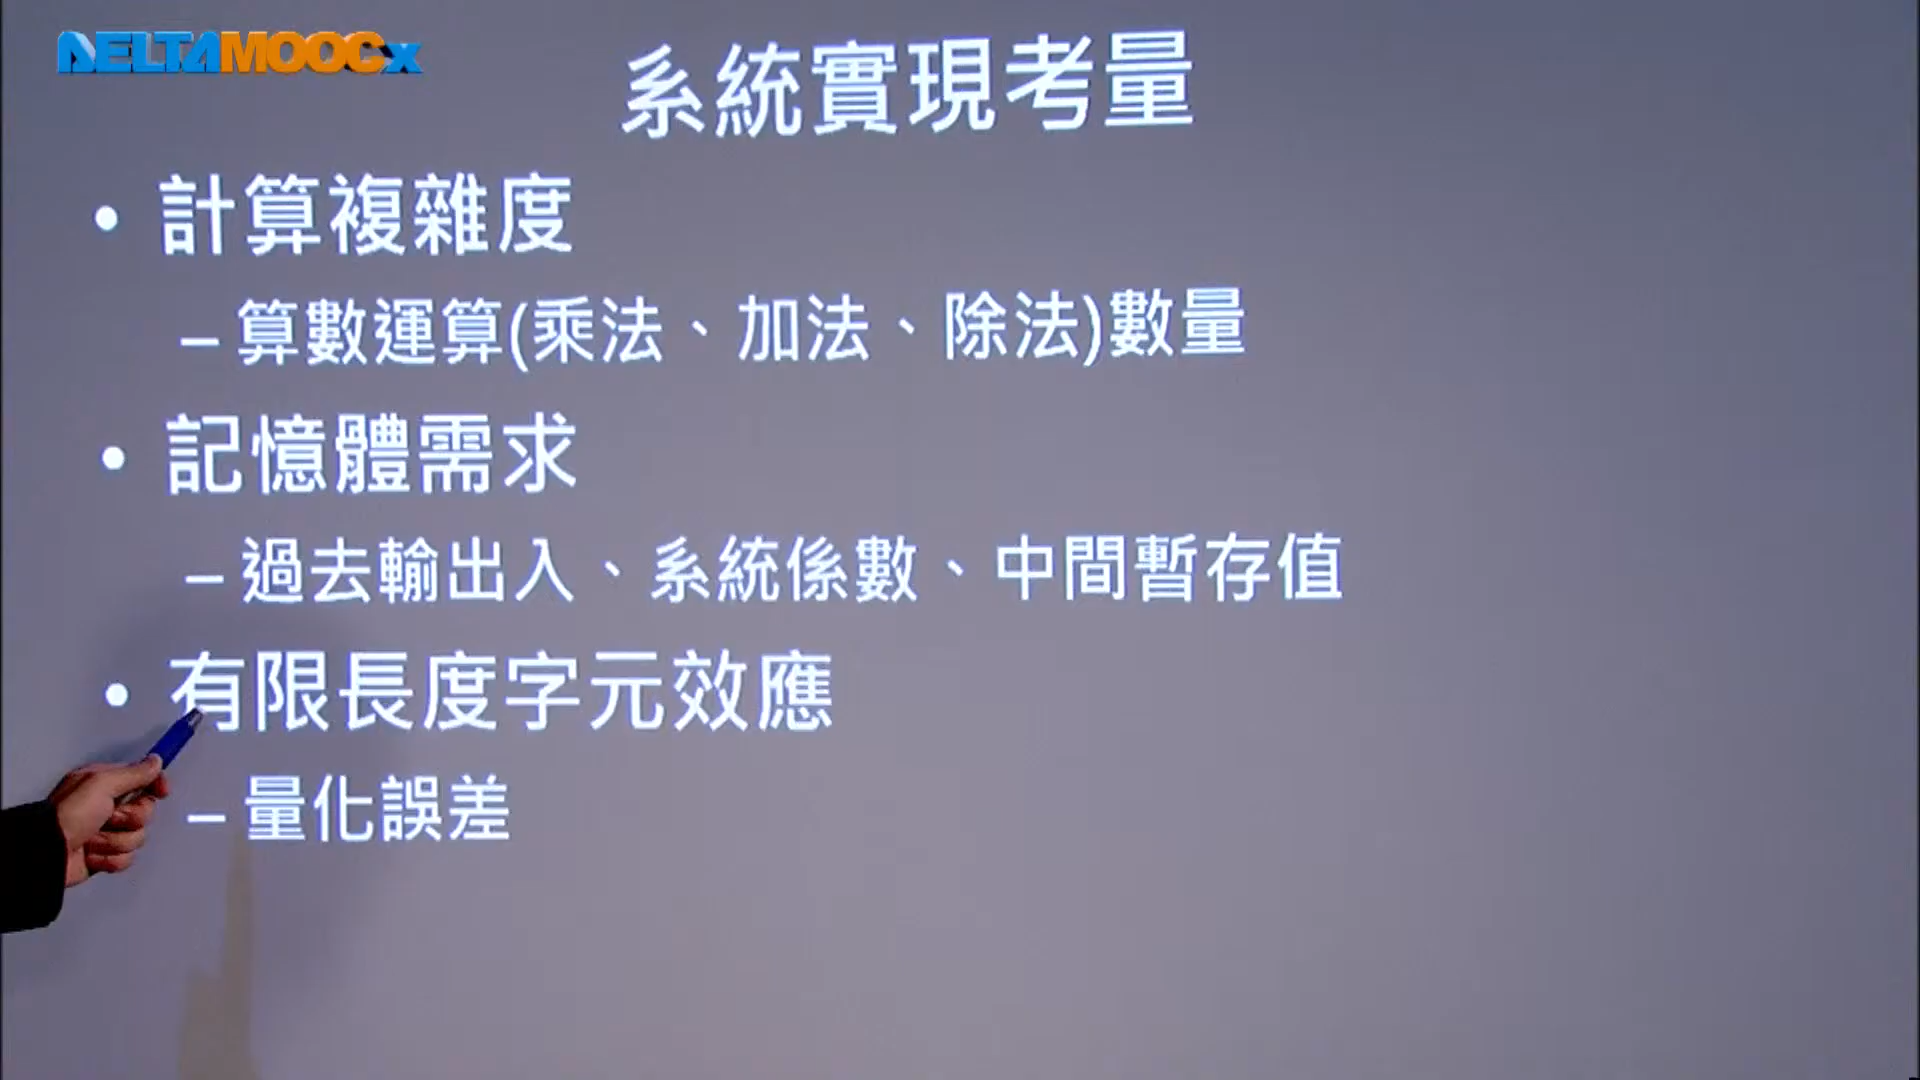 DELTAMOOCx
系統實現考量
• 計算複雜度
– 算數運算(乘法、加法、除法)數量
• 記憶體需求
– 過去輸出入、系統係數、中間暫存值
• 有限長度字元效應
– 量化誤差